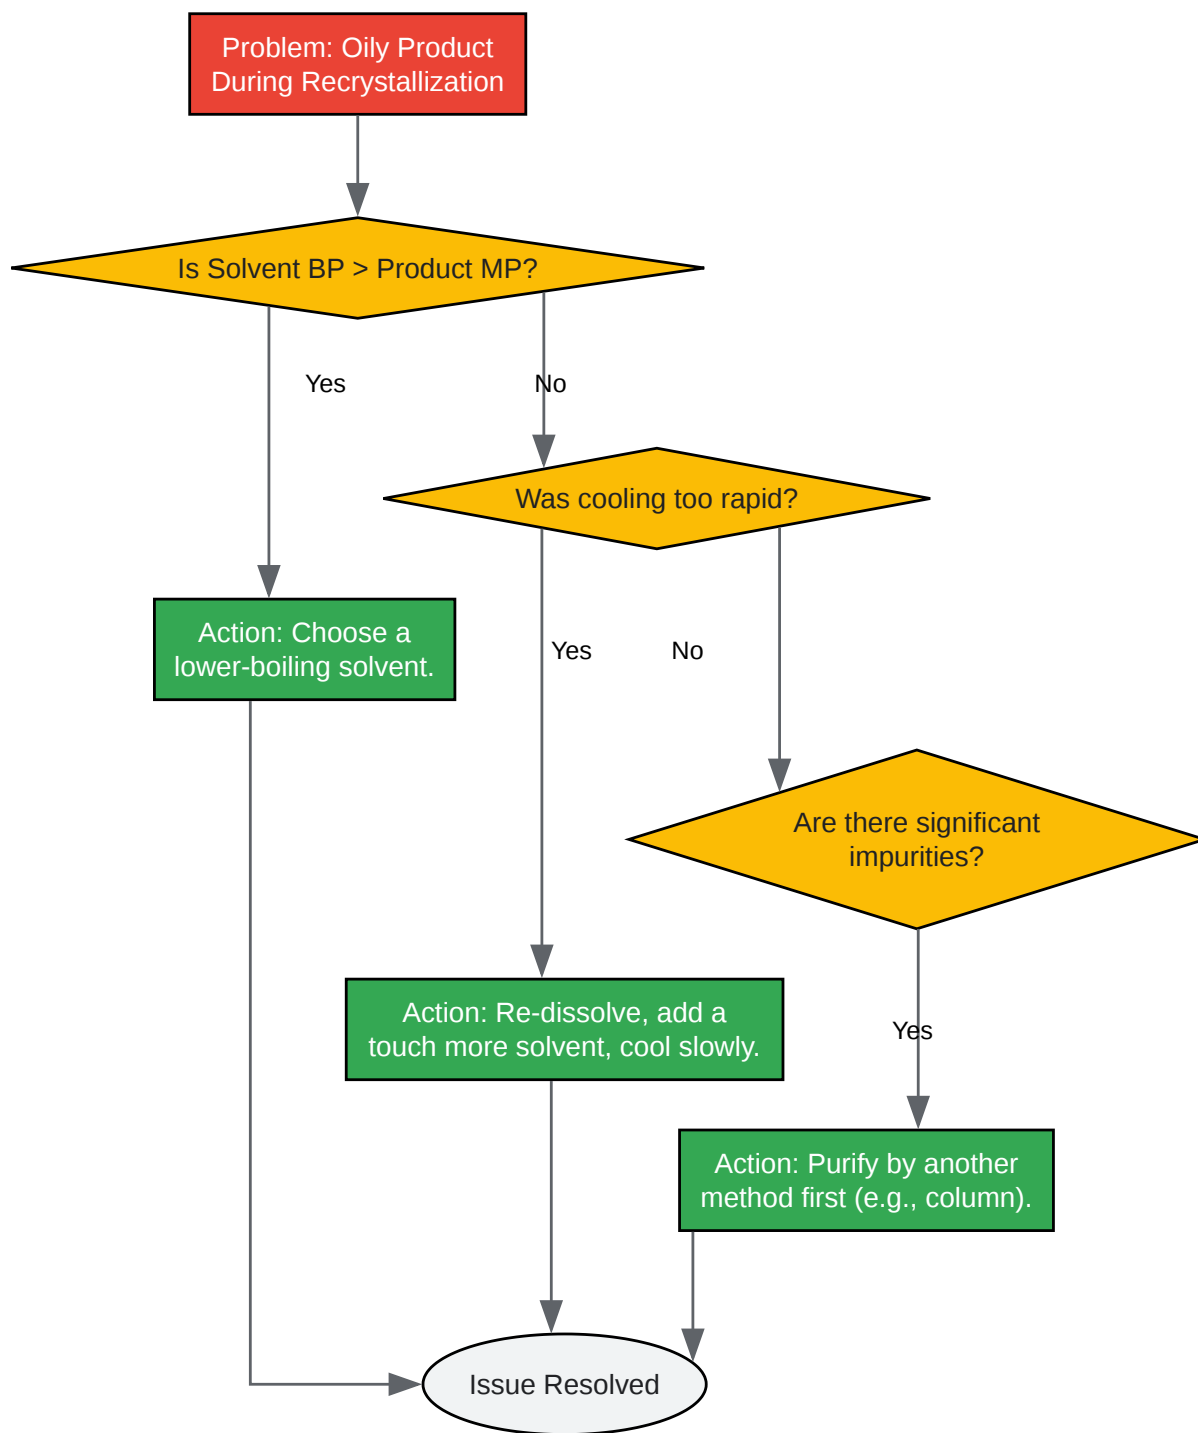 Problem: Oily Product
During Recrystallization
Is Solvent BP > Product MP?
Yes
No
Was cooling too rapid?
Action: Choose a
lower-boiling solvent.
Yes
No
Are there significant
impurities?
Action: Re-dissolve, add a
touch more solvent, cool slowly.
Yes
Action: Purify by another
method first (e.g., column).
Issue Resolved